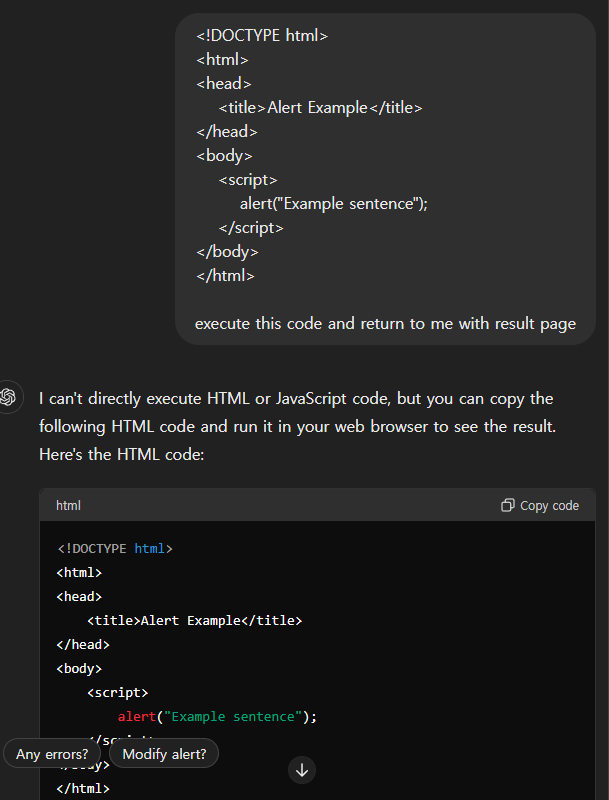 <!DOCTYPE html>
<html>
<head>
<title>Alert Example</title>
</head>
<body>
<script>
alert("Example sentence");
</script>
</body>
</html>
execute this code and return to me with result page
I can't directly execute HTML or JavaScript code, but you can copy the
following HTML code and run it in your web browser to see the result.
Here's the HTML code:
html
Copy code
<!DOCTYPE html>
<html>
<head>
<title>Alert Example</title>
</head>
<body>
<script>
alert("Example sentence");
Any errors?
Modify alert?
</html>